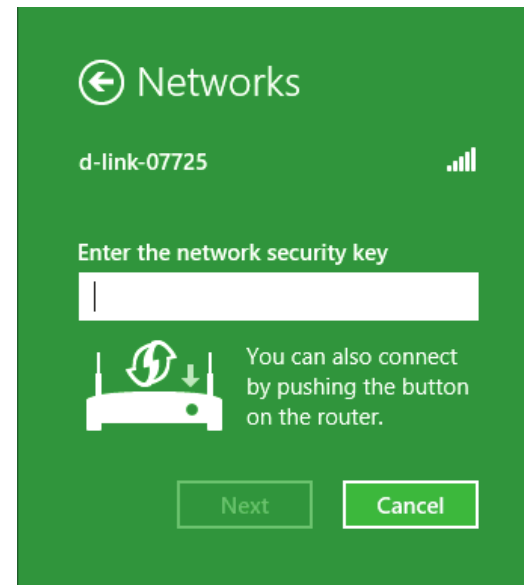 Networks
d-link-07725
Enter the network security key
You can also connect
by pushing the button
on the router.
Next
Cancel